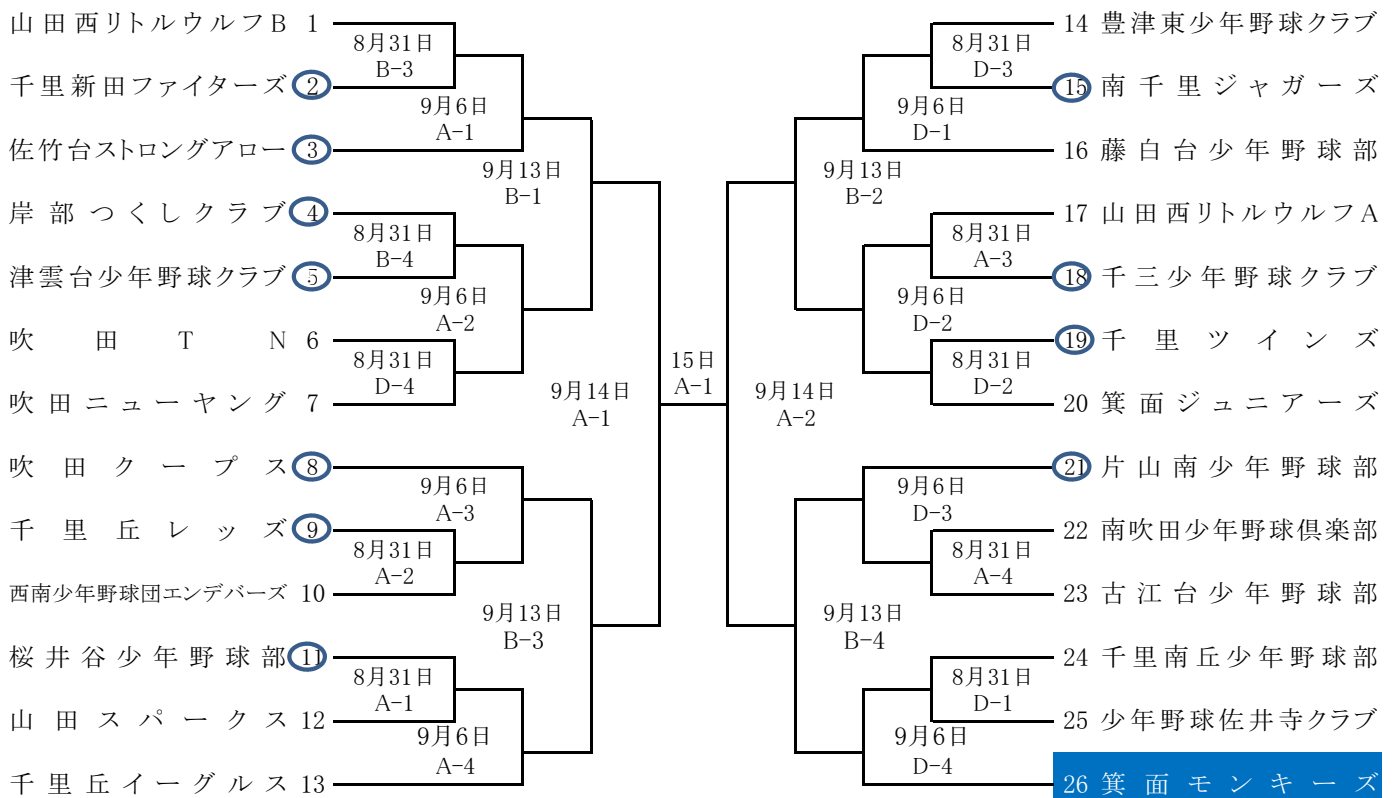 山田西リトルウルフB 1
千里新田ファイターズ 2
佐竹台ストロングアロー 3
岸部つくしクラブ 4
津雲台少年野球クラブ 5
吹田TN 6
吹田ニューヤング 7
吹田クープス 8
千里丘レッズ 9
西南少年野球団エンデバーズ 10
桜井谷少年野球部 11
山田スパークス 12
千里丘イーグルス 13
8月31日
B-3
8月31日
B-4
8月31日
D-4
8月31日
A-2
8月31日
A-1
9月6日
A-1
9月6日
A-2
9月6日
A-3
9月6日
A-4
9月13日
B-1
9月13日
B-3
9月14日
A-1
15日
A-1
9月14日
A-2
9月13日
B-2
9月13日
B-4
9月6日
D-1
9月6日
D-2
9月6日
D-3
9月6日
D-4
8月31日
D-3
8月31日
A-3
8月31日
D-2
8月31日
A-4
8月31日
D-1
14 豊津東少年野球クラブ
15 南千里ジャガーズ
16 藤白台少年野球部
17 山田西リトルウルフA
18 千三少年野球クラブ
19 千里ツインズ
20 箕面ジュニアーズ
21 片山南少年野球部
22 南吹田少年野球倶楽部
23 古江台少年野球部
24 千里南丘少年野球部
25 少年野球佐井寺クラブ
26 箕面モンキーズ